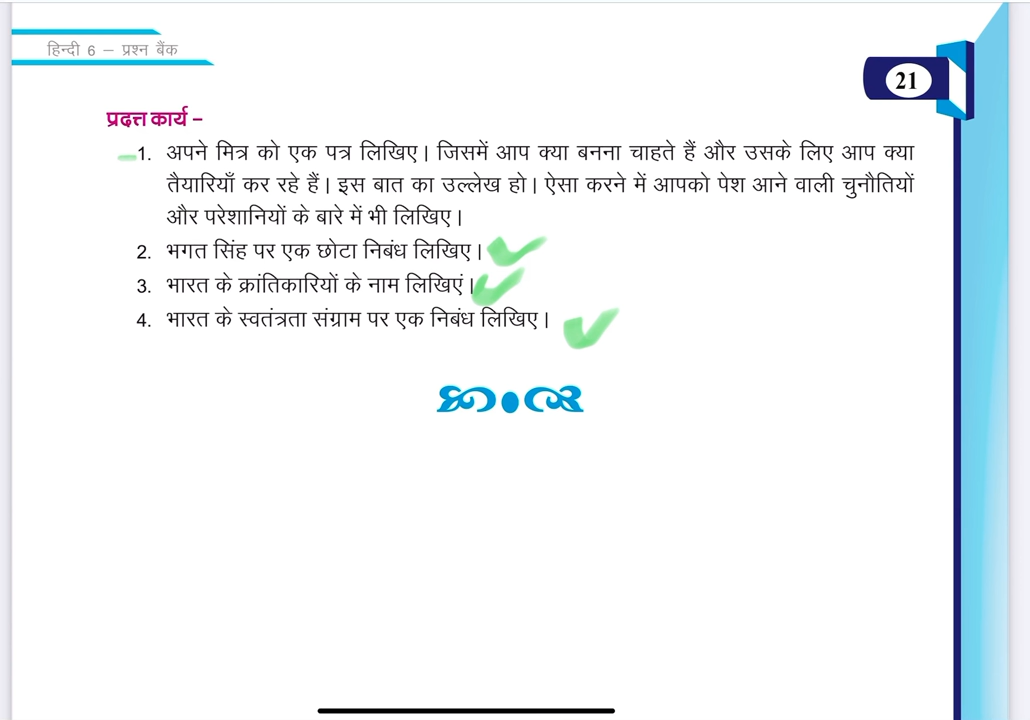 हिन्दी 6 – प्रश्न बैंक
21
प्रदत्त कार्य –
1. अपने मित्र को एक पत्र लिखिए। जिसमें आप क्या बनना चाहते हैं और उसके लिए आप क्या
तैयारियाँ कर रहे हैं। इस बात का उल्लेख हो। ऐसा करने में आपको पेश आने वाली चुनौतियों
और परेशानियों के बारे में भी लिखिए।
2. भगत सिंह पर एक छोटा निबंध लिखिए।
3. भारत के क्रांतिकारियों के नाम लिखिएं।
4. भारत के स्वतंत्रता संग्राम पर एक निबंध लिखिए।